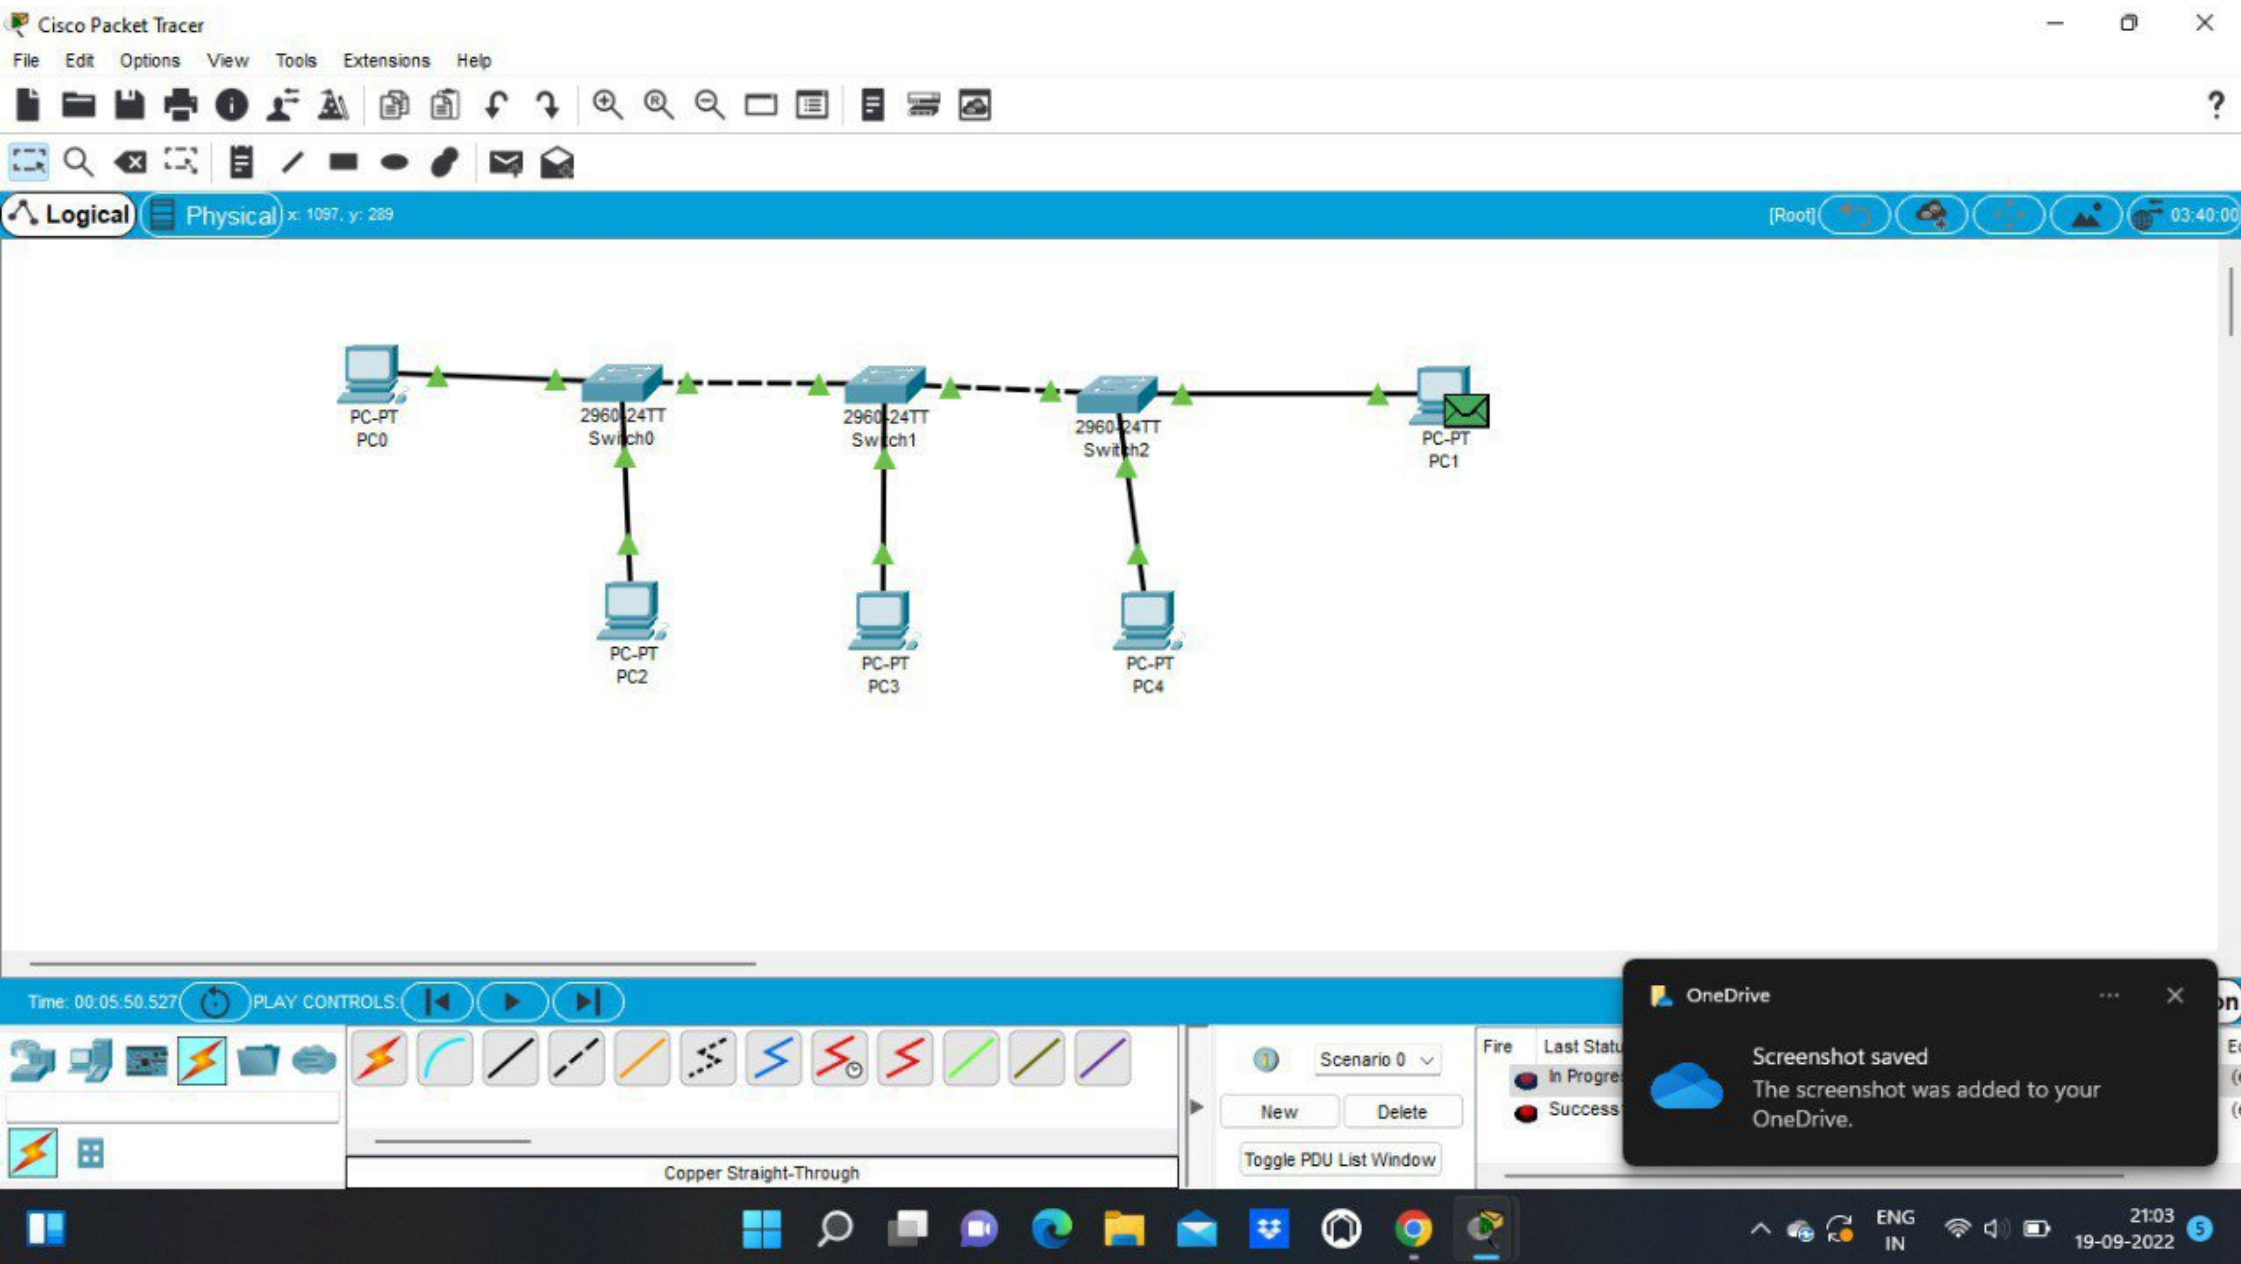 Cisco Packet Tracer
File Edit Options View Tools Extensions Help
?
Logical Physical x: 1097, y: 289 [Root] 03:40:00
PC-PT
PC0
2960-24TT
Switch0
2960-24TT
Switch1
2960-24TT
Switch2
PC-PT
PC1
PC-PT
PC2
PC-PT
PC3
PC-PT
PC4
Time: 00:05:50.527 PLAY CONTROLS:
on
OneDrive
Screenshot saved
The screenshot was added to your
OneDrive.
Scenario 0
New Delete
Toggle PDU List Window
Fire Last Statu
In Progre
Success
Copper Straight-Through
ENG
IN
21:03
19-09-2022
5